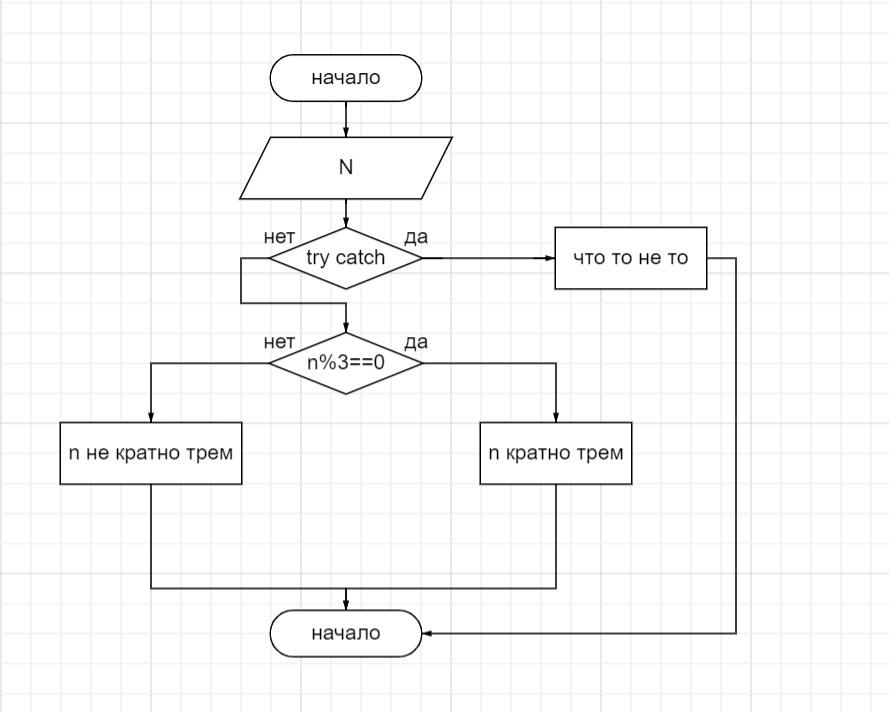 начало
N
нет
да
try catch
что то не то
нет
да
n%3==0
n не кратно трем
n кратно трем
начало